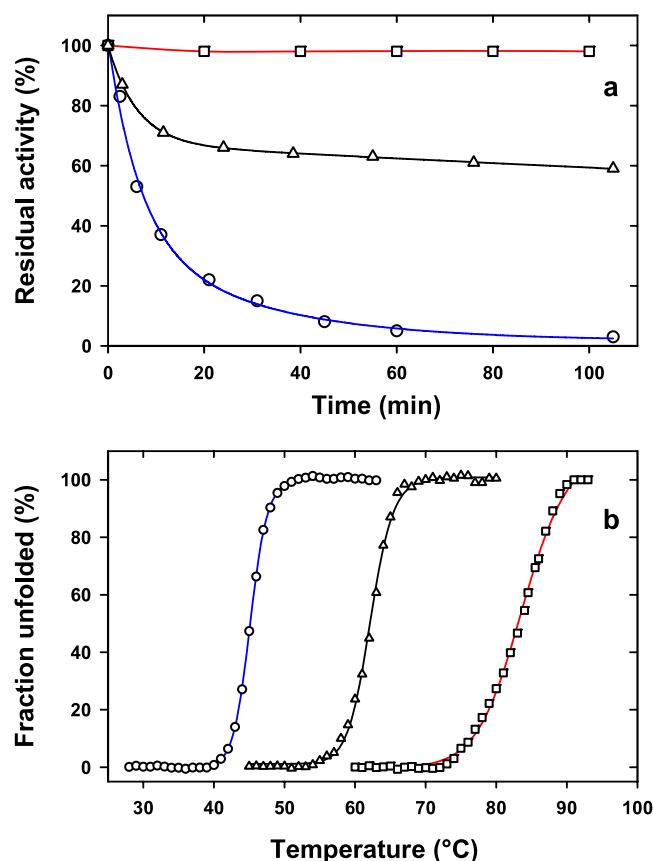 a
100
80
60
40
20
0
Residual activity (%)
0 20 40 60 80 100
Time (min)
b
100
80
60
40
20
0
Fraction unfolded (%)
30 40 50 60 70 80 90 100
Temperature (°C)